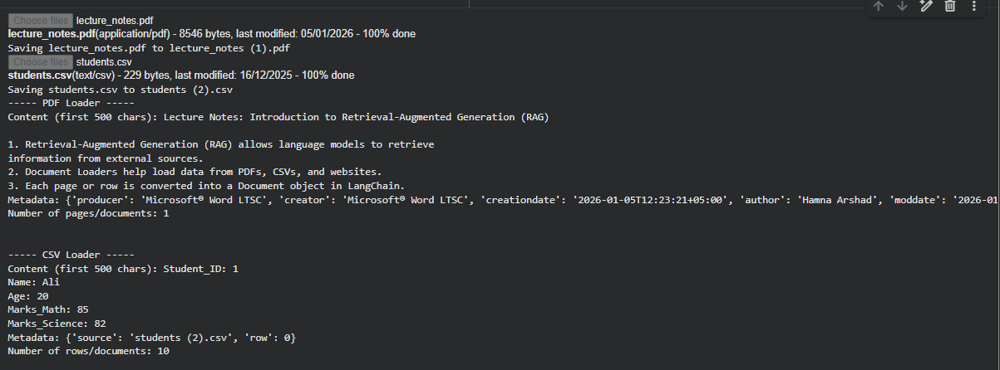 Choose files lecture_notes.pdf
lecture_notes.pdf(application/pdf) - 8546 bytes, last modified: 05/01/2026 - 100% done
Saving lecture_notes.pdf to lecture_notes (1).pdf
Choose files students.csv
students.csv(text/csv) - 229 bytes, last modified: 16/12/2025 - 100% done
Saving students.csv to students (2).csv
----- PDF Loader -----
Content (first 500 chars): Lecture Notes: Introduction to Retrieval-Augmented Generation (RAG)
1. Retrieval-Augmented Generation (RAG) allows language models to retrieve
information from external sources.
2. Document Loaders help load data from PDFs, CSVs, and websites.
3. Each page or row is converted into a Document object in LangChain.
Metadata: {'producer': 'Microsoft® Word LTSC', 'creator': 'Microsoft® Word LTSC', 'creationdate': '2026-01-05T12:23:21+05:00', 'author': 'Hamna Arshad', 'moddate': '2026-01
Number of pages/documents: 1
----- CSV Loader -----
Content (first 500 chars): Student_ID: 1
Name: Ali
Age: 20
Marks_Math: 85
Marks_Science: 82
Metadata: {'source': 'students (2).csv', 'row': 0}
Number of rows/documents: 10